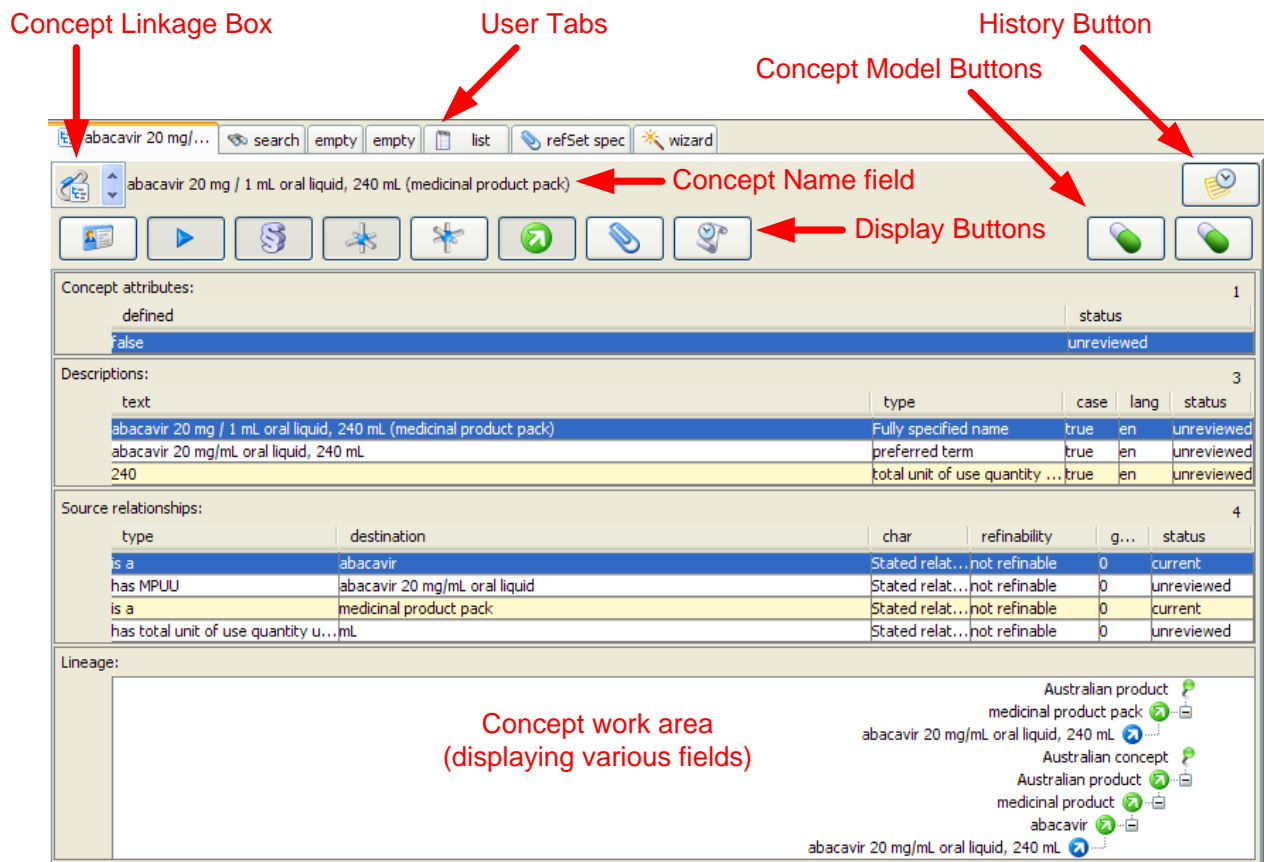 Concept Linkage Box
User Tabs
History Button
Concept Model Buttons
abacavir 20 mg/... search empty empty list refSet spec wizard
abacavir 20 mg / 1 mL oral liquid, 240 mL (medicinal product pack) Concept Name field
Display Buttons
Concept attributes: 1
defined status
false unreviewed
Descriptions: 3
text type case lang status
abacavir 20 mg / 1 mL oral liquid, 240 mL (medicinal product pack) Fully specified name true en unreviewed
abacavir 20 mg/mL oral liquid, 240 mL preferred term true en unreviewed
240 total unit of use quantity ... true en unreviewed
Source relationships: 4
type destination char refinability g... status
is a abacavir Stated relat... not refinable 0 current
has MPUU abacavir 20 mg/mL oral liquid Stated relat... not refinable 0 unreviewed
is a medicinal product pack Stated relat... not refinable 0 current
has total unit of use quantity u... mL Stated relat... not refinable 0 unreviewed
Lineage:
Concept work area
(displaying various fields)
Australian product
medicinal product pack
abacavir 20 mg/mL oral liquid, 240 mL
Australian concept
Australian product
medicinal product
abacavir
abacavir 20 mg/mL oral liquid, 240 mL